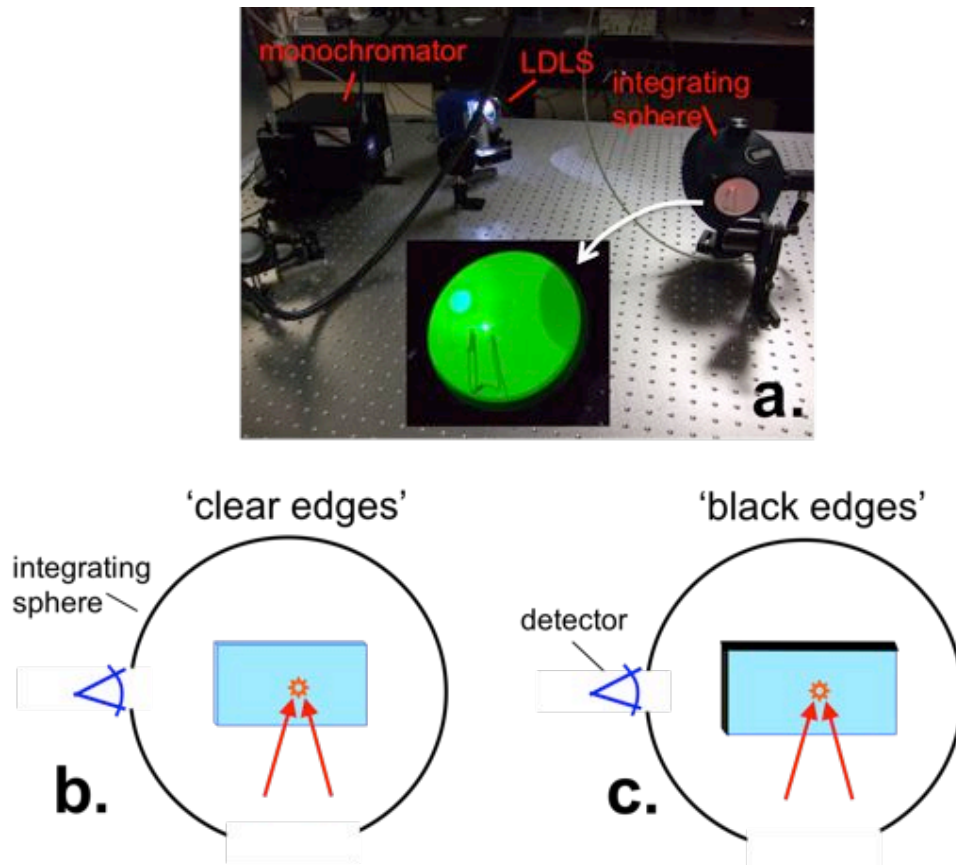 monochromator
LDLS
integrating
sphere
a.
'clear edges'
'black edges'
integrating
sphere
detector
b.
c.